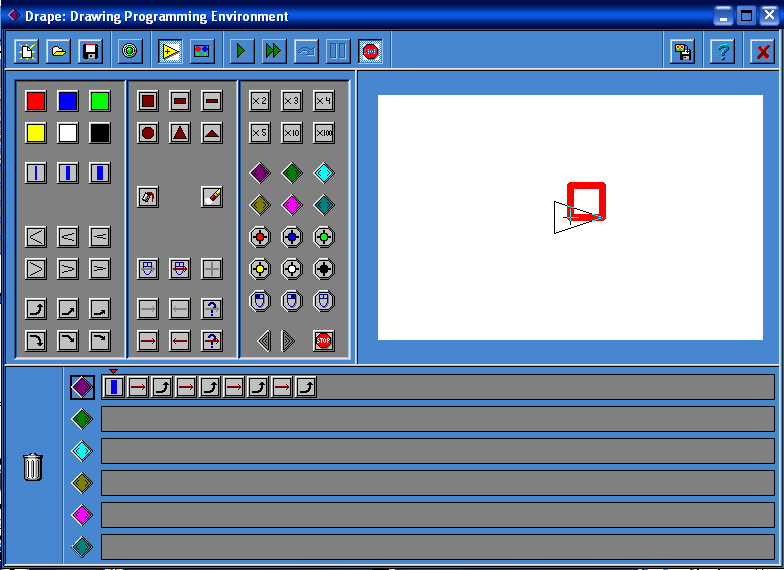 Drape: Drawing Programming Environment
STOP
×2 ×3 ×4
×5 ×10 ×100
STOP